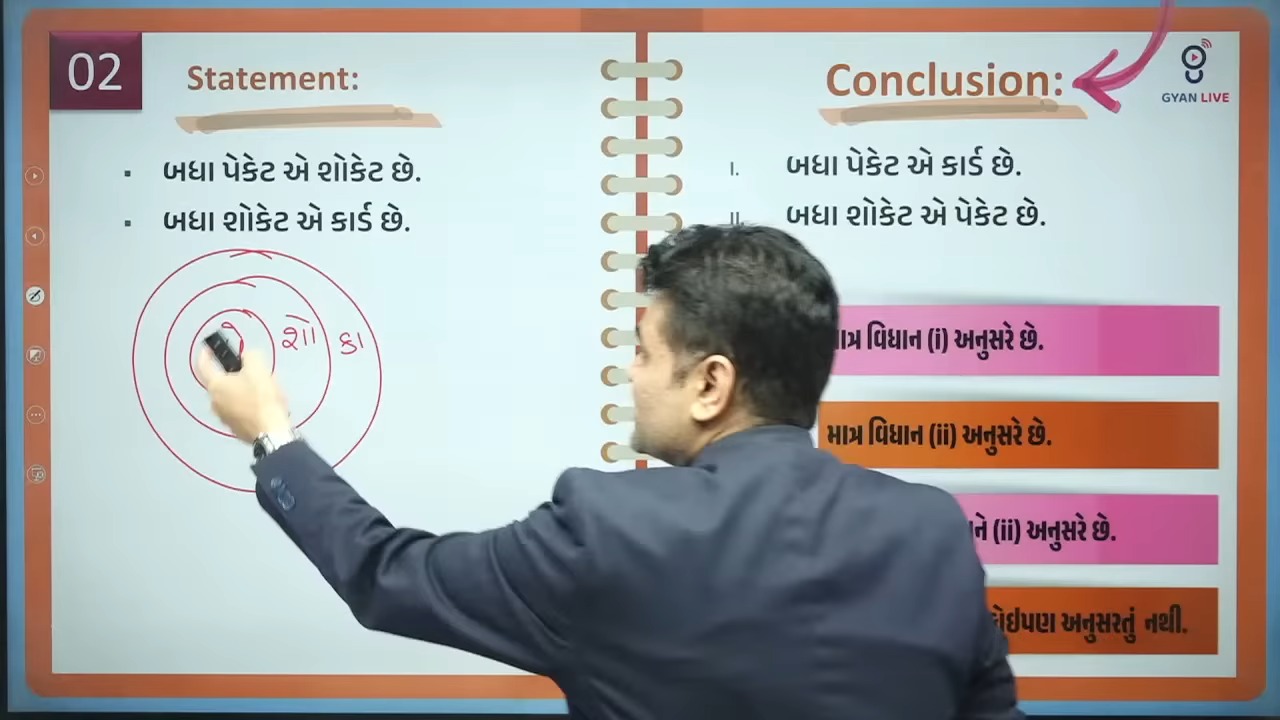 02
Statement:
બધા પેકેટ એ શોકેટ છે.
બધા શોકેટ એ કાર્ડ છે.
શો
કા
Conclusion:
GYAN LIVE
I. બધા પેકેટ એ કાર્ડ છે.
II. બધા શોકેટ એ પેકેટ છે.
વિધાન (i) અનુસરે છે.
માત્ર વિધાન (ii) અનુસરે છે.
(ii) અનુસરે છે.
અનુસરતું નથી.